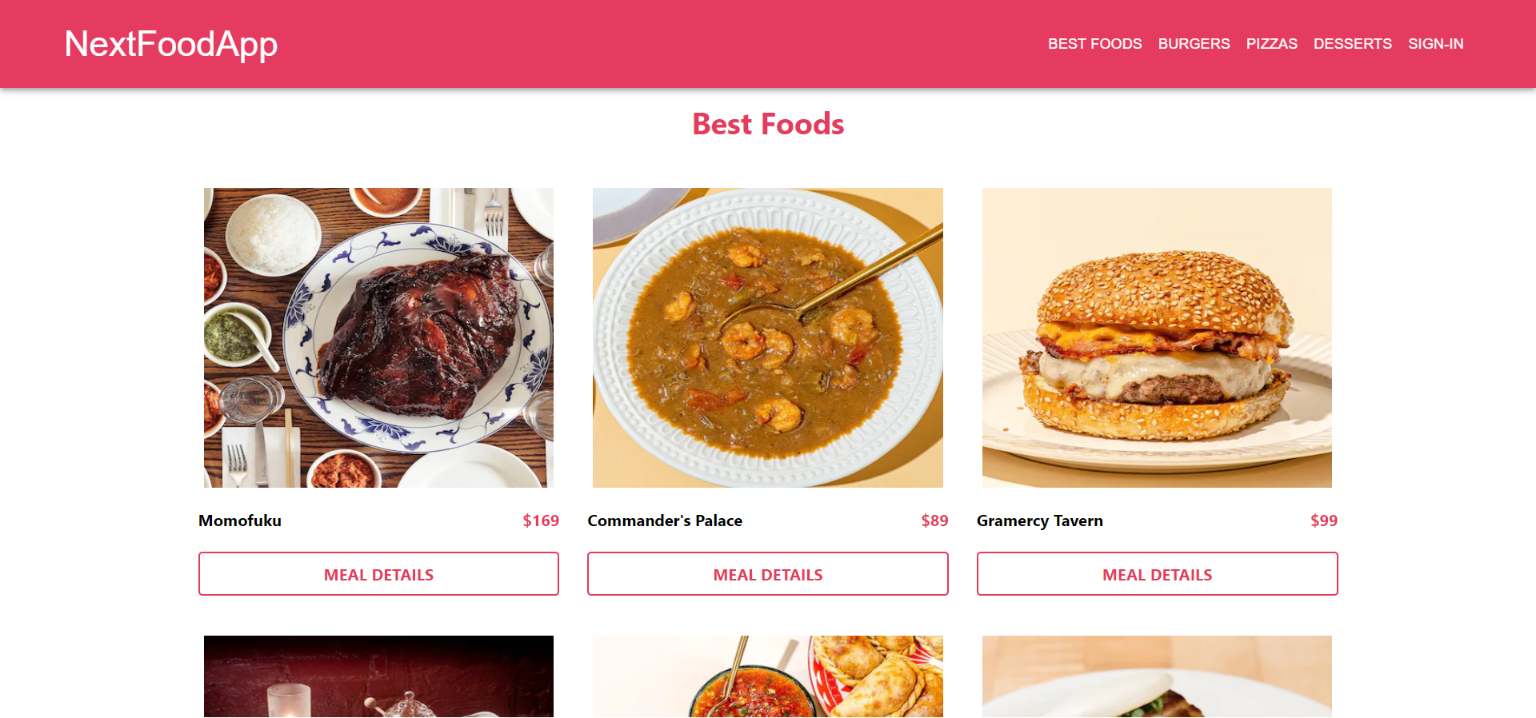 NextFoodApp
BEST FOODS BURGERS PIZZAS DESSERTS SIGN-IN
Best Foods
Momofuku $169
Commander's Palace $89
Gramercy Tavern $99
MEAL DETAILS
MEAL DETAILS
MEAL DETAILS